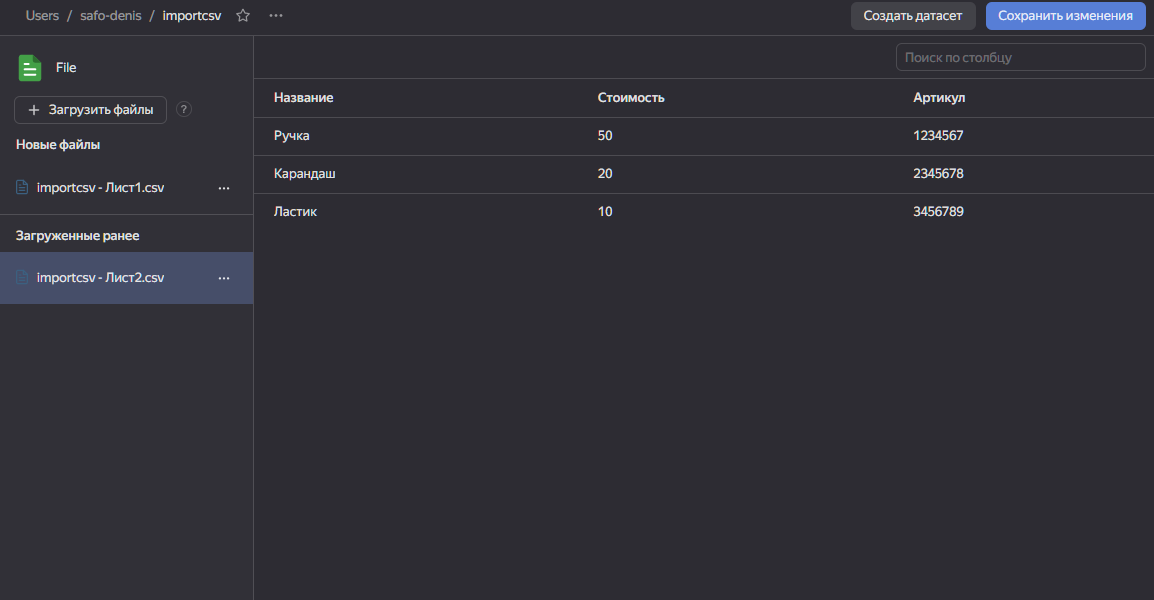 Users / safo-denis / importcsv
Создать датасет
Сохранить изменения
File
Поиск по столбцу
+ Загрузить файлы ?
Новые файлы
importcsv - Лист1.csv
Загруженные ранее
importcsv - Лист2.csv
Название Стоимость Артикул
Ручка 50 1234567
Карандаш 20 2345678
Ластик 10 3456789